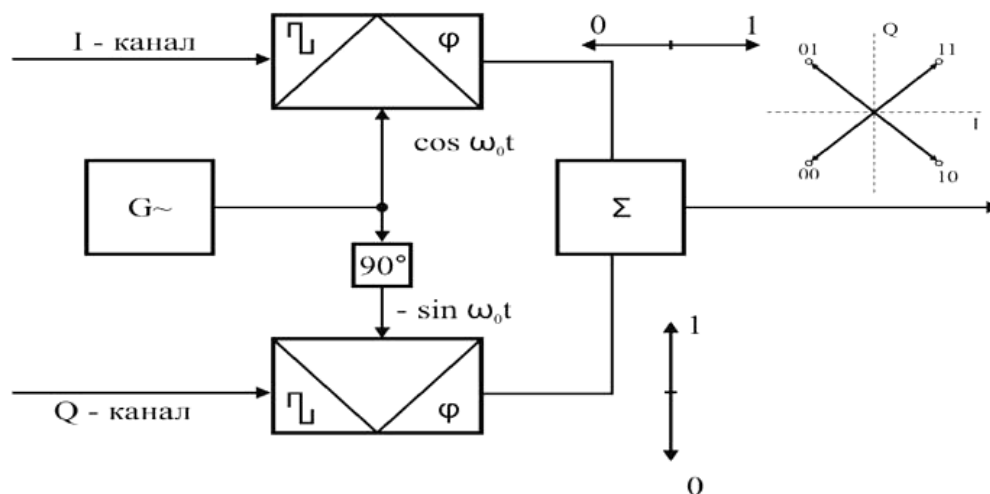 I - канал
φ
0 1
Q
01 11
I
00 10
cos ω₀t
G~
Σ
90°
- sin ω₀t
Q - канал
φ
1
0